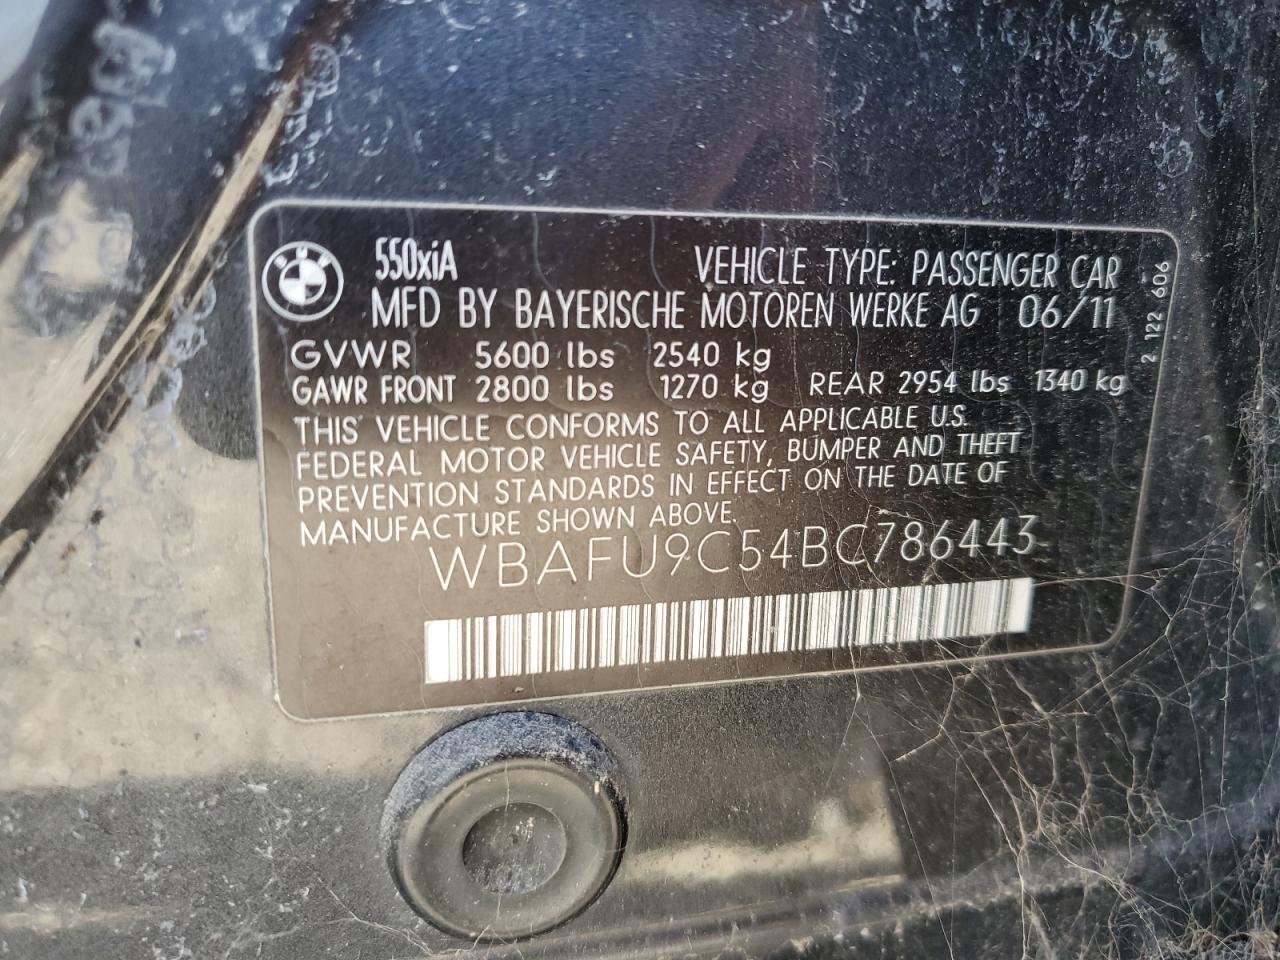 BMW
550xiA
VEHICLE TYPE: PASSENGER CAR
MFD BY BAYERISCHE MOTOREN WERKE AG 06/11
GVWR 5600 lbs 2540 kg
GAWR FRONT 2800 lbs 1270 kg REAR 2954 lbs 1340 kg
THIS VEHICLE CONFORMS TO ALL APPLICABLE U.S.
FEDERAL MOTOR VEHICLE SAFETY, BUMPER AND THEFT
PREVENTION STANDARDS IN EFFECT ON THE DATE OF
MANUFACTURE SHOWN ABOVE.
WBAFU9C54BC786443
2 122 606